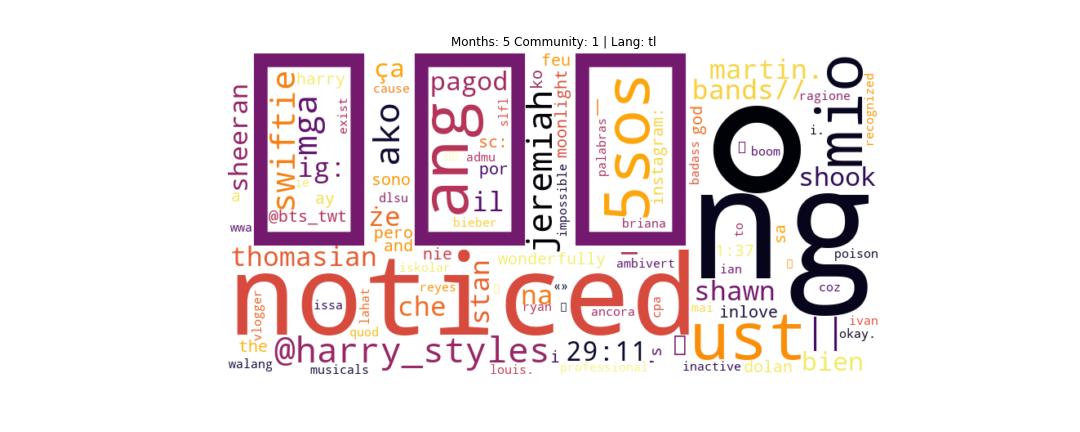 Months: 5 Community: 1 | Lang: tl
sheeran
a
wwa
swiftie
harry
mga
exist
ig:
le
ay
@bts_twt
ça
cause
ako
sono
dlsu
że
pero
and
pagod
ang
slfl
sc:
admu
por
il
bieber
ko
jeremiah
feu
moonlight
impossible
5sos
palabras
instagram:
briana
martin.
bands//
ragione
mio
recognized
i.
badass god
boom
shook
o
ng
to
sa
1:37
ian
poison
coz
thomasian
noticed
nie
iskolar
wonderfully
ambivert
vlogger
issa
lahat
reyes
che
stan
na
«»
ryan
ancora
cpa
shawn
mai
inlove
ust
||
ivan
okay.
quod
the
walang
@harry_styles
musicals
louis.
i
29:11-
s
professional
inactive
dolan
bien